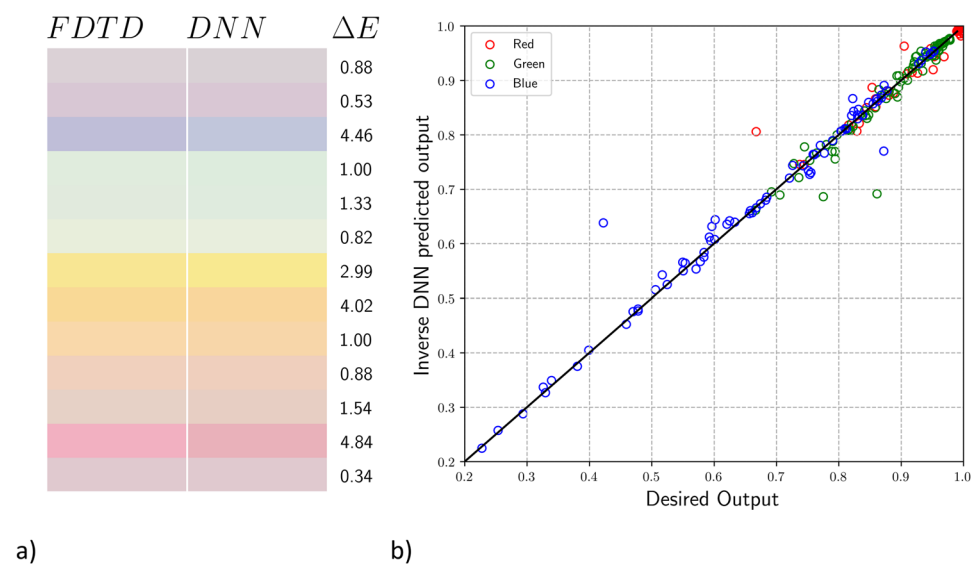 FDTD DNN ΔE
0.88
0.53
4.46
1.00
1.33
0.82
2.99
4.02
1.00
0.88
1.54
4.84
0.34
a)
Inverse DNN predicted output
1.0
0.9
0.8
0.7
0.6
0.5
0.4
0.3
0.2
Red
Green
Blue
0.2 0.3 0.4 0.5 0.6 0.7 0.8 0.9 1.0
Desired Output
b)